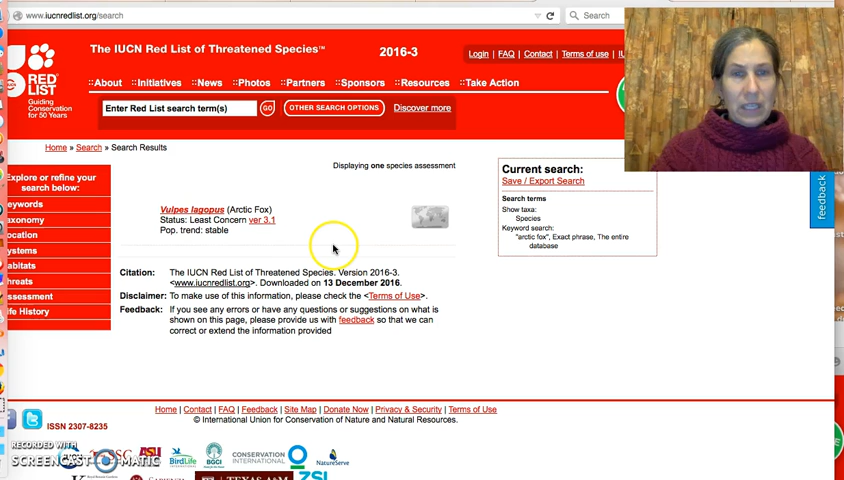 www.iucnredlist.org/search
Search
The IUCN Red List of Threatened Species™
2016-3
Login | FAQ | Contact | Terms of use |
RED
LIST
Guiding
Conservation
for 50 Years
::About ::Initiatives ::News ::Photos ::Partners ::Sponsors ::Resources ::Take Action
Enter Red List search term(s)
GO
OTHER SEARCH OPTIONS
Discover more
Home » Search » Search Results
Explore or refine your
search below:
eywords
axonomy
ocation
ystems
abitats
hreats
ssessment
ife History
Displaying one species assessment
Vulpes lagopus (Arctic Fox)
Status: Least Concern ver 3.1
Pop. trend: stable
Citation: The IUCN Red List of Threatened Species. Version 2016-3.
<www.iucnredlist.org>. Downloaded on 13 December 2016.
Disclaimer: To make use of this information, please check the <Terms of Use>.
Feedback: If you see any errors or have any questions or suggestions on what is
shown on this page, please provide us with feedback so that we can
correct or extend the information provided
Current search:
Save / Export Search
Search terms
Show taxa:
Species
Keyword search:
"arctic fox", Exact phrase, The entire
database
feedback
Home | Contact | FAQ | Feedback | Site Map | Donate Now | Privacy & Security | Terms of Use
© International Union for Conservation of Nature and Natural Resources.
ISSN 2307-8235
RECORDED WITH
SCREENCAST-O-MATIC
ASU
BirdLife
INTERNATIONAL
BGCI
CONSERVATION
INTERNATIONAL
NatureServe
TEXAS A&M
ZSL